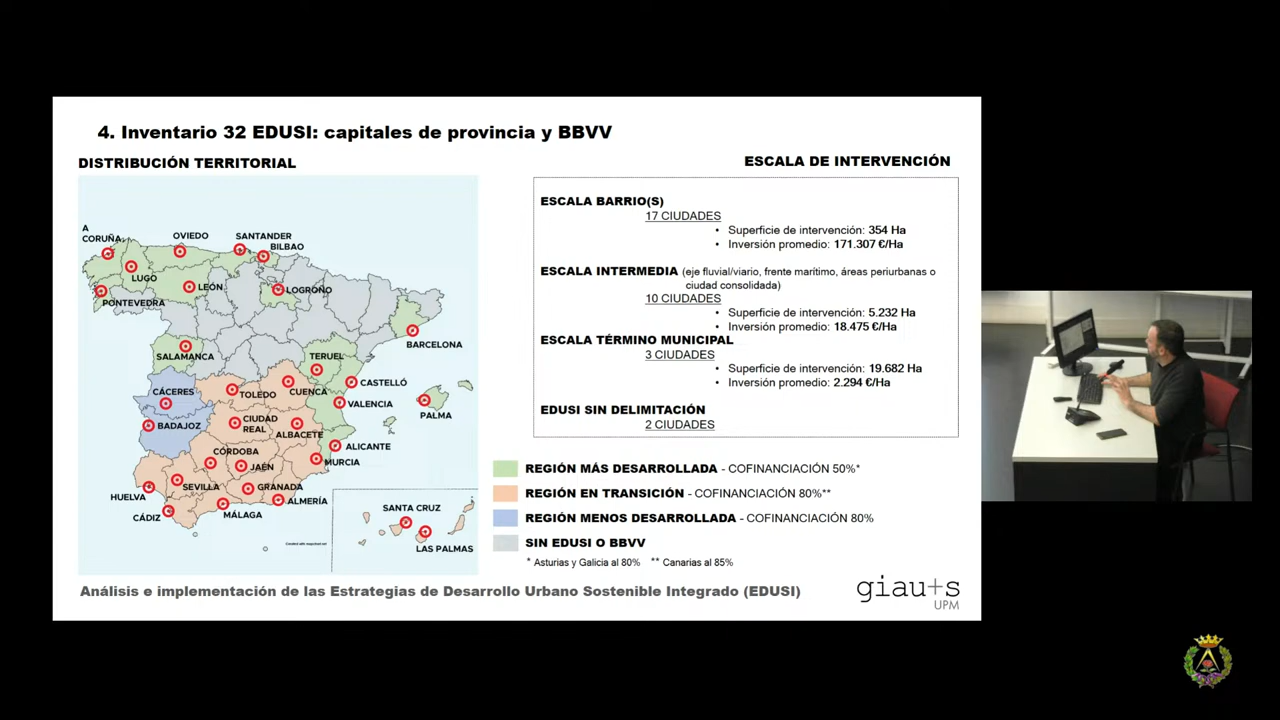 4. Inventario 32 EDUSI: capitales de provincia y BBVV
DISTRIBUCIÓN TERRITORIAL
A
CORUÑA
OVIEDO
SANTANDER
BILBAO
LUGO
LEÓN
LOGROÑO
PONTEVEDRA
BARCELONA
SALAMANCA
TERUEL
CASTELLÓ
CÁCERES
TOLEDO
CUENCA
VALENCIA
PALMA
BADAJOZ
CIUDAD
REAL
ALBACETE
ALICANTE
CÓRDOBA
JAÉN
MURCIA
HUELVA
SEVILLA
GRANADA
ALMERÍA
CÁDIZ
MÁLAGA
SANTA CRUZ
LAS PALMAS
ESCALA DE INTERVENCIÓN
ESCALA BARRIO(S)
17 CIUDADES
• Superficie de intervención: 354 Ha
• Inversión promedio: 171.307 €/Ha
ESCALA INTERMEDIA (eje fluvial/viario, frente marítimo, áreas periurbanas o
ciudad consolidada)
10 CIUDADES
• Superficie de intervención: 5.232 Ha
• Inversión promedio: 18.475 €/Ha
ESCALA TÉRMINO MUNICIPAL
3 CIUDADES
• Superficie de intervención: 19.682 Ha
• Inversión promedio: 2.294 €/Ha
EDUSI SIN DELIMITACIÓN
2 CIUDADES
REGIÓN MÁS DESARROLLADA - COFINANCIACIÓN 50%*
REGIÓN EN TRANSICIÓN - COFINANCIACIÓN 80%**
REGIÓN MENOS DESARROLLADA - COFINANCIACIÓN 80%
SIN EDUSI O BBVV
* Asturias y Galicia al 80% ** Canarias al 85%
Análisis e implementación de las Estrategias de Desarrollo Urbano Sostenible Integrado (EDUSI)
giau+s
UPM